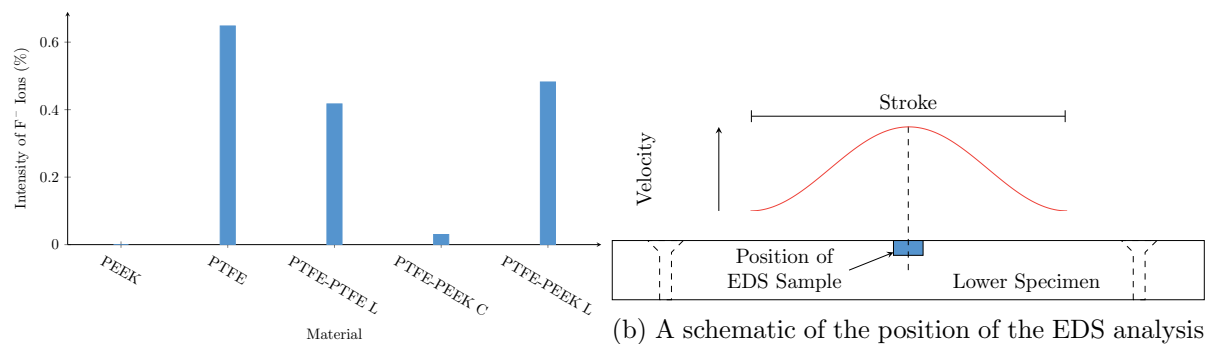 Intensity of F⁻ Ions (%)
0.6
0.4
0.2
0
PEEK
PTFE
PTFE-PTFE L
PTFE-PEEK C
PTFE-PEEK L
Material
Stroke
Velocity
Position of
EDS Sample
Lower Specimen
(b) A schematic of the position of the EDS analysis